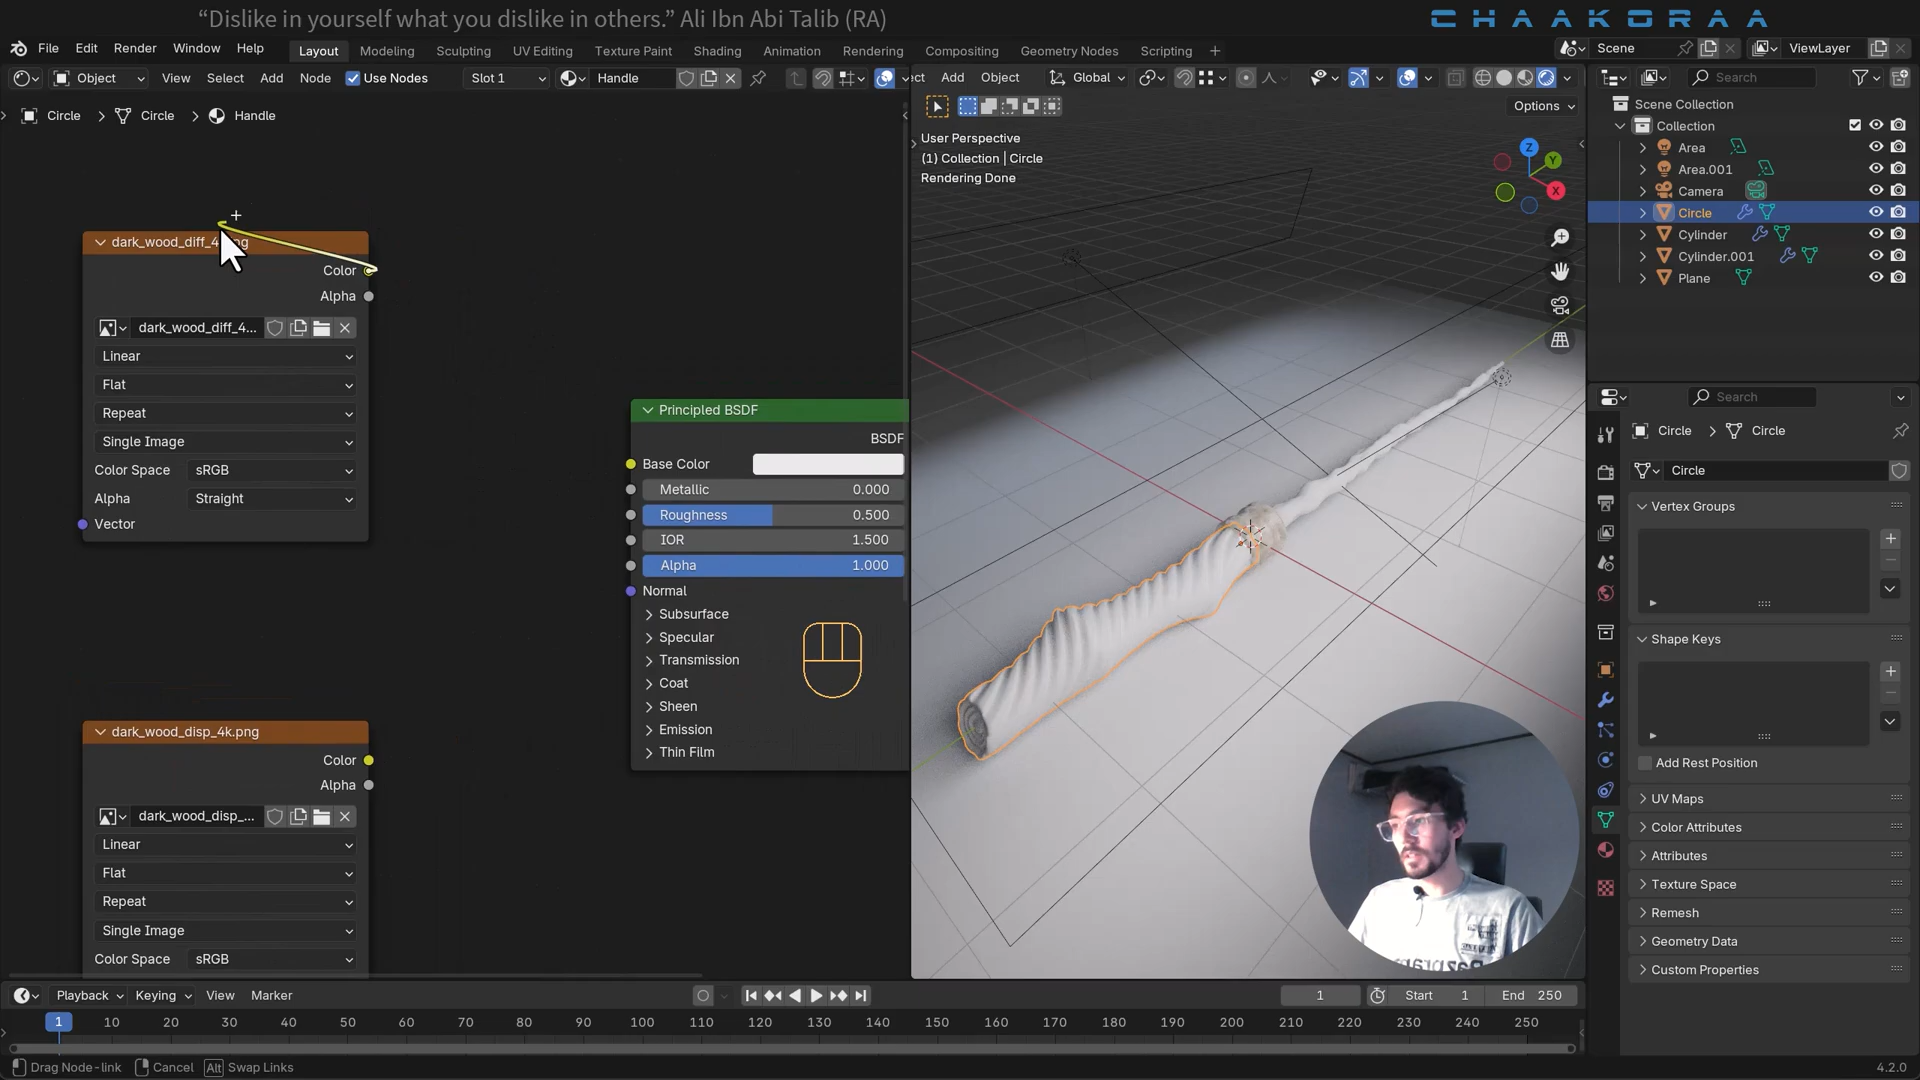 “Dislike in yourself what you dislike in others.” Ali Ibn Abi Talib (RA)
CHAAKORAA
File Edit Render Window Help
Layout Modeling Sculpting UV Editing Texture Paint Shading Animation Rendering Compositing Geometry Nodes Scripting +
Scene
ViewLayer
Object View Select Add Node Use Nodes Slot 1 Handle
ect Add Object Global
Search
Options
Circle > Circle > Handle
User Perspective
(1) Collection | Circle
Rendering Done
Z
Y
X
Scene Collection
Collection
Area
Area.001
Camera
Circle
Cylinder
Cylinder.001
Plane
dark_wood_diff_4
ng
Color
Alpha
dark_wood_diff_4...
Linear
Flat
Repeat
Single Image
Color Space sRGB
Alpha Straight
Vector
dark_wood_disp_4k.png
Color
Alpha
dark_wood_disp_...
Linear
Flat
Repeat
Single Image
Color Space sRGB
Principled BSDF
BSDF
Base Color
Metallic 0.000
Roughness 0.500
IOR 1.500
Alpha 1.000
Normal
Subsurface
Specular
Transmission
Coat
Sheen
Emission
Thin Film
Search
Circle > Circle
Circle
Vertex Groups
Shape Keys
Add Rest Position
UV Maps
Color Attributes
Attributes
Texture Space
Remesh
Geometry Data
Custom Properties
Playback Keying View Marker
1 Start 1 End 250
1 10 20 30 40 50 60 70 80 90 100 110 120 130 140 150 160 170 180 190 200 210 220 230 240 250
Drag Node-link Cancel Alt Swap Links
4.2.0